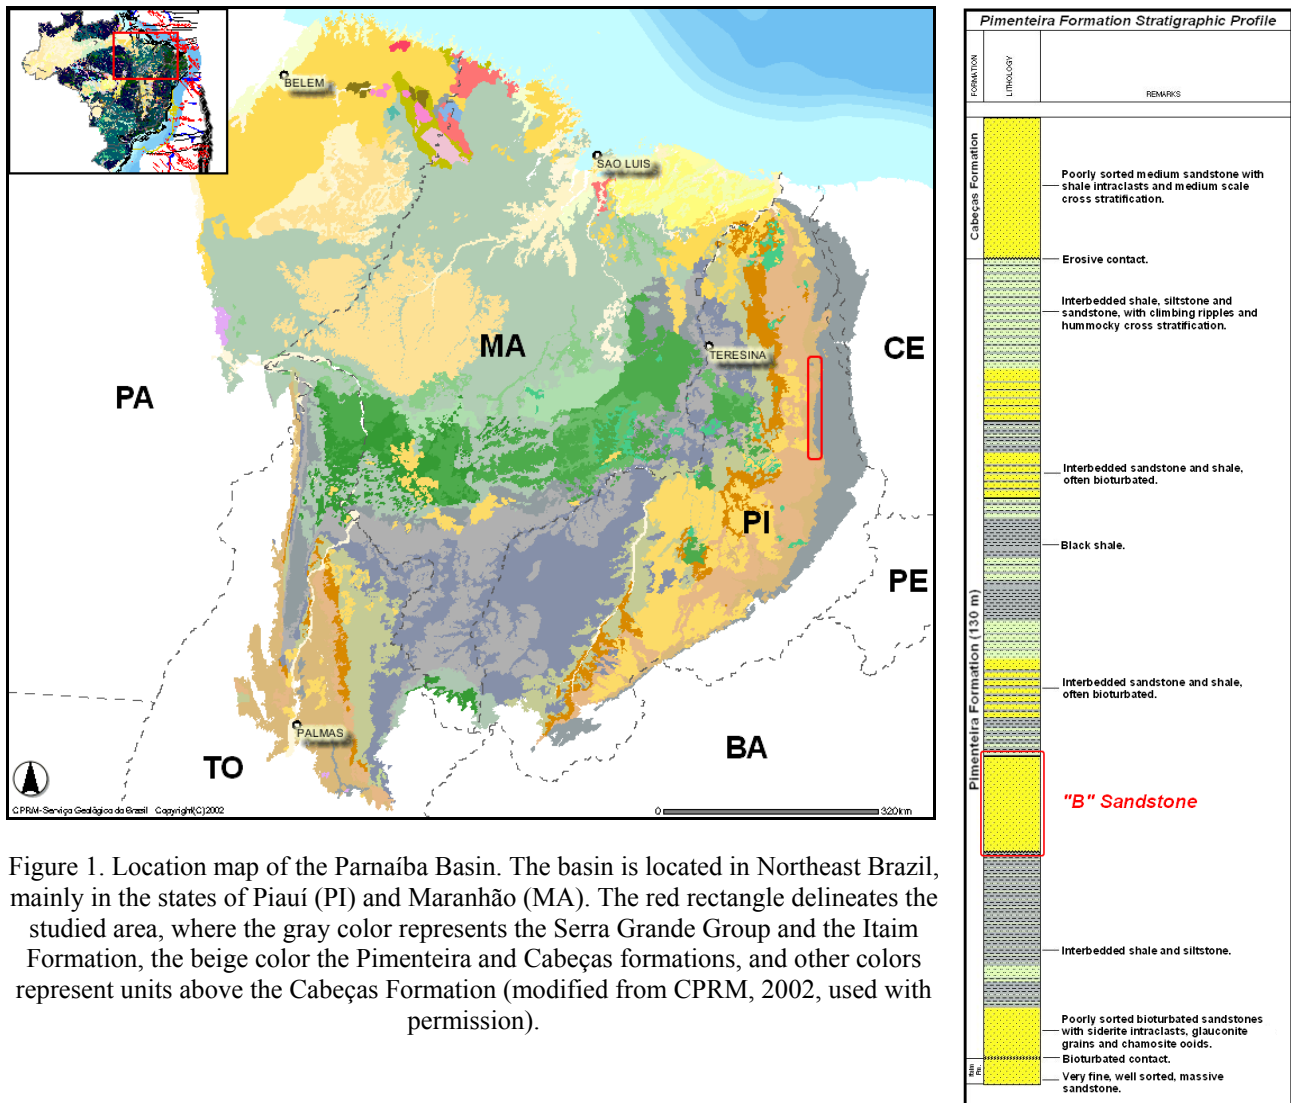 BELEM
SAO LUIS
MA
TERESINA
CE
PA
PI
PE
PALMAS
TO
BA
CPRM-Serviço Geológico do Brasil Copyright(C)2002
0 320km
Figure 1. Location map of the Parnaíba Basin. The basin is located in Northeast Brazil,
mainly in the states of Piauí (PI) and Maranhão (MA). The red rectangle delineates the
studied area, where the gray color represents the Serra Grande Group and the Itaim
Formation, the beige color the Pimenteira and Cabeças formations, and other colors
represent units above the Cabeças Formation (modified from CPRM, 2002, used with
permission).
Pimenteira Formation Stratigraphic Profile
FORMATION
LITHOLOGY
REMARKS
Cabeças Formation
Poorly sorted medium sandstone with
shale intraclasts and medium scale
cross stratification.
Erosive contact.
Interbedded shale, siltstone and
sandstone, with climbing ripples and
hummocky cross stratification.
Interbedded sandstone and shale,
often bioturbated.
Black shale.
Pimenteira Formation (130 m)
Interbedded sandstone and shale,
often bioturbated.
"B" Sandstone
Interbedded shale and siltstone.
Poorly sorted bioturbated sandstones
with siderite intraclasts, glauconite
grains and chamosite ooids.
Bioturbated contact.
Itaim
Very fine, well sorted, massive
sandstone.